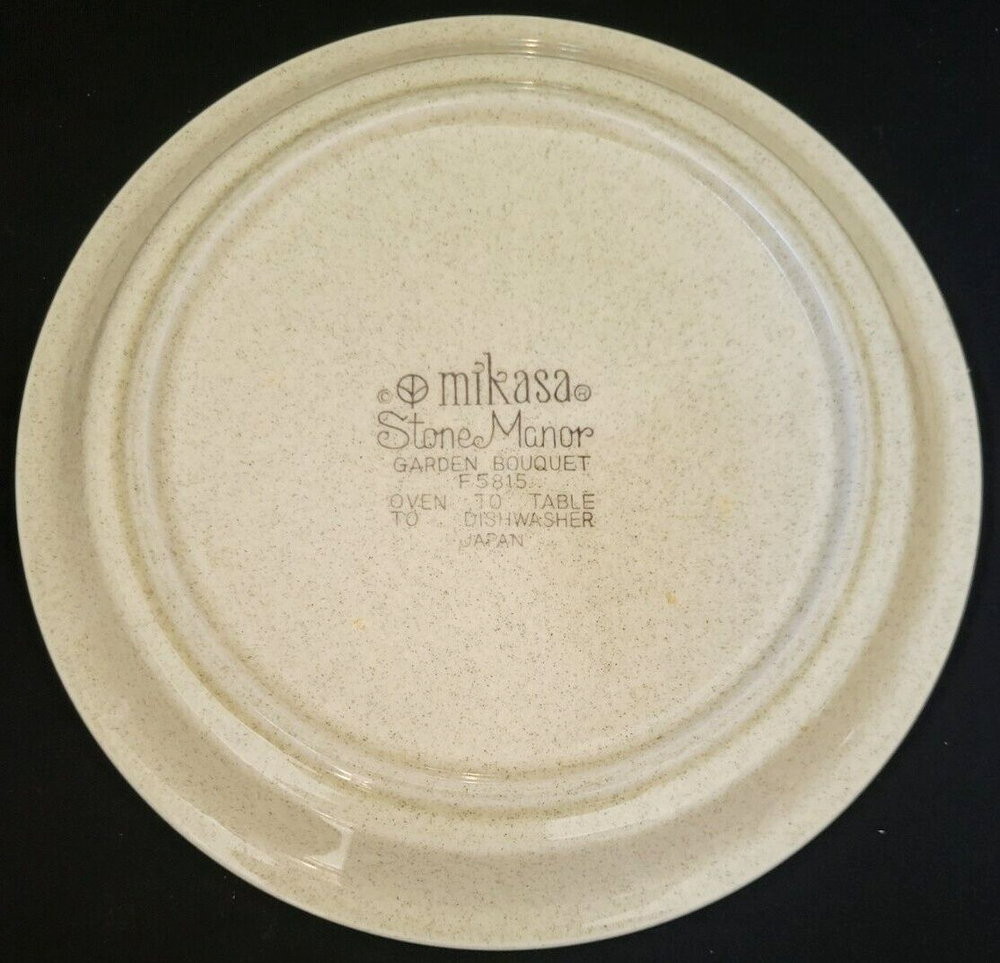 © mikasa®
Stone Manor
GARDEN BOUQUET
F5815
OVEN TO TABLE
TO DISHWASHER
JAPAN